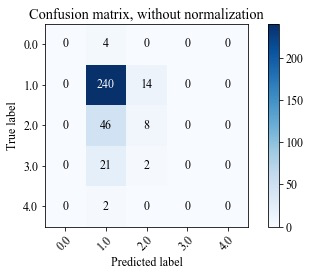 Confusion matrix, without normalization
0.0 0 4 0 0 0
1.0 0 240 14 0 0
2.0 0 46 8 0 0
3.0 0 21 2 0 0
4.0 0 2 0 0 0
0.0 1.0 2.0 3.0 4.0
True label
Predicted label
200
150
100
50
0